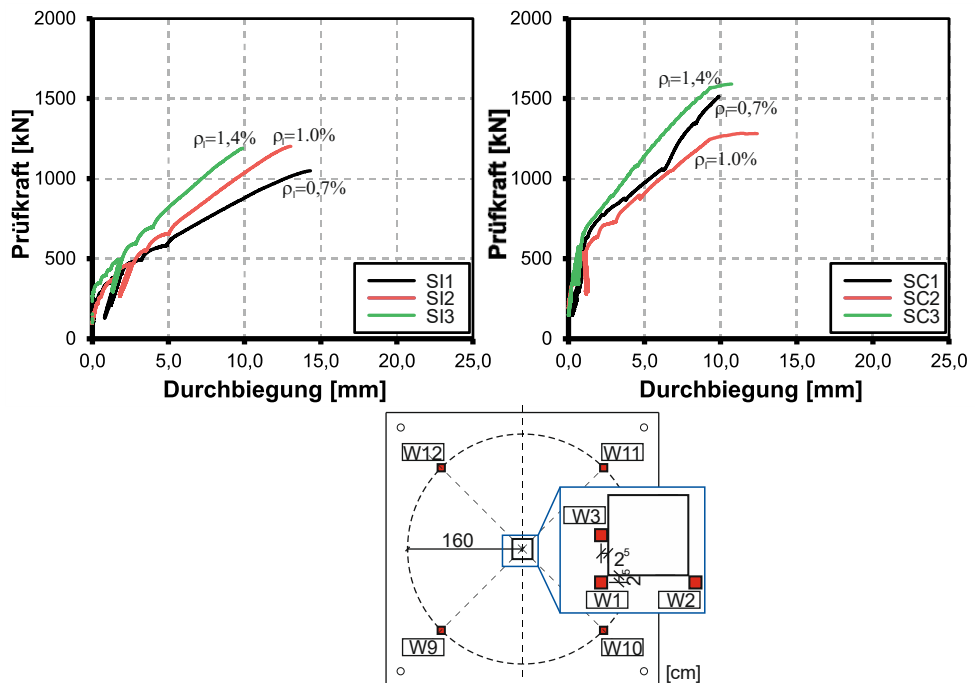 2000
1500
1000
500
0
Prüfkraft [kN]
ρl=1,4%
ρl=1.0%
ρl=0,7%
SI1
SI2
SI3
0,0 5,0 10,0 15,0 20,0 25,0
Durchbiegung [mm]
2000
1500
1000
500
0
Prüfkraft [kN]
ρl=1,4%
ρl=0,7%
ρl=1.0%
SC1
SC2
SC3
0,0 5,0 10,0 15,0 20,0 25,0
Durchbiegung [mm]
W12
W11
W3
160
2⁵
2⁵
W1
W2
W9
W10
[cm]